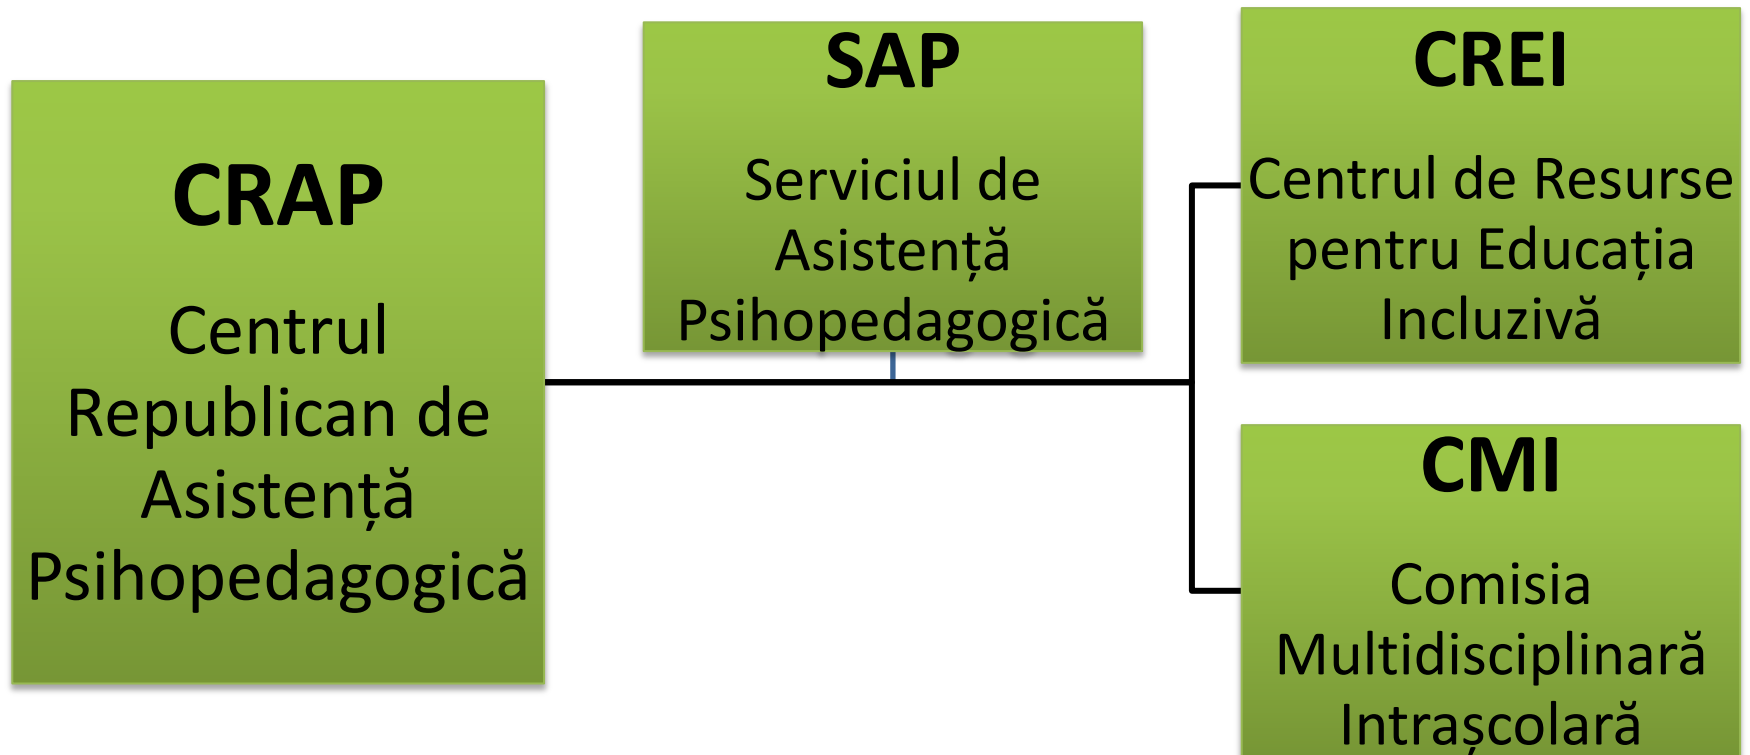 CRAP
Centrul
Republican de
Asistență
Psihopedagogică
SAP
Serviciul de
Asistență
Psihopedagogică
CREI
Centrul de Resurse
pentru Educația
Incluzivă
CMI
Comisia
Multidisciplinară
Intrașcolară